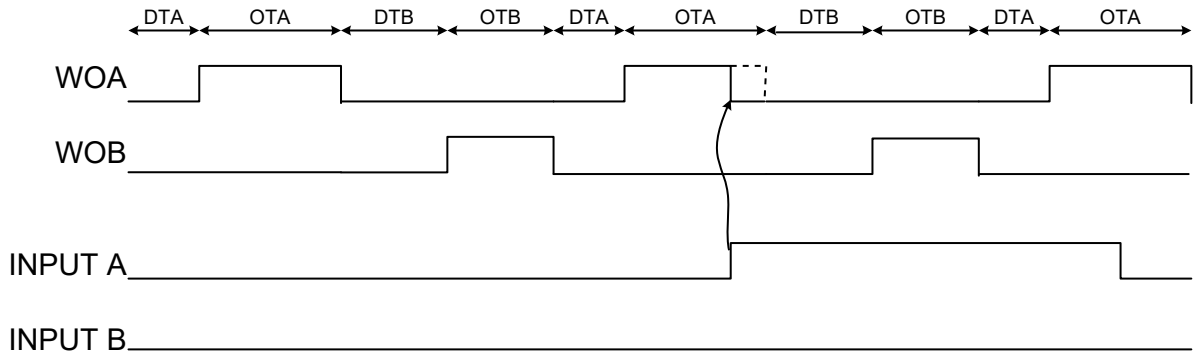 DTA OTA DTB OTB DTA OTA DTB OTB DTA OTA
WOA
WOB
INPUT A
INPUT B